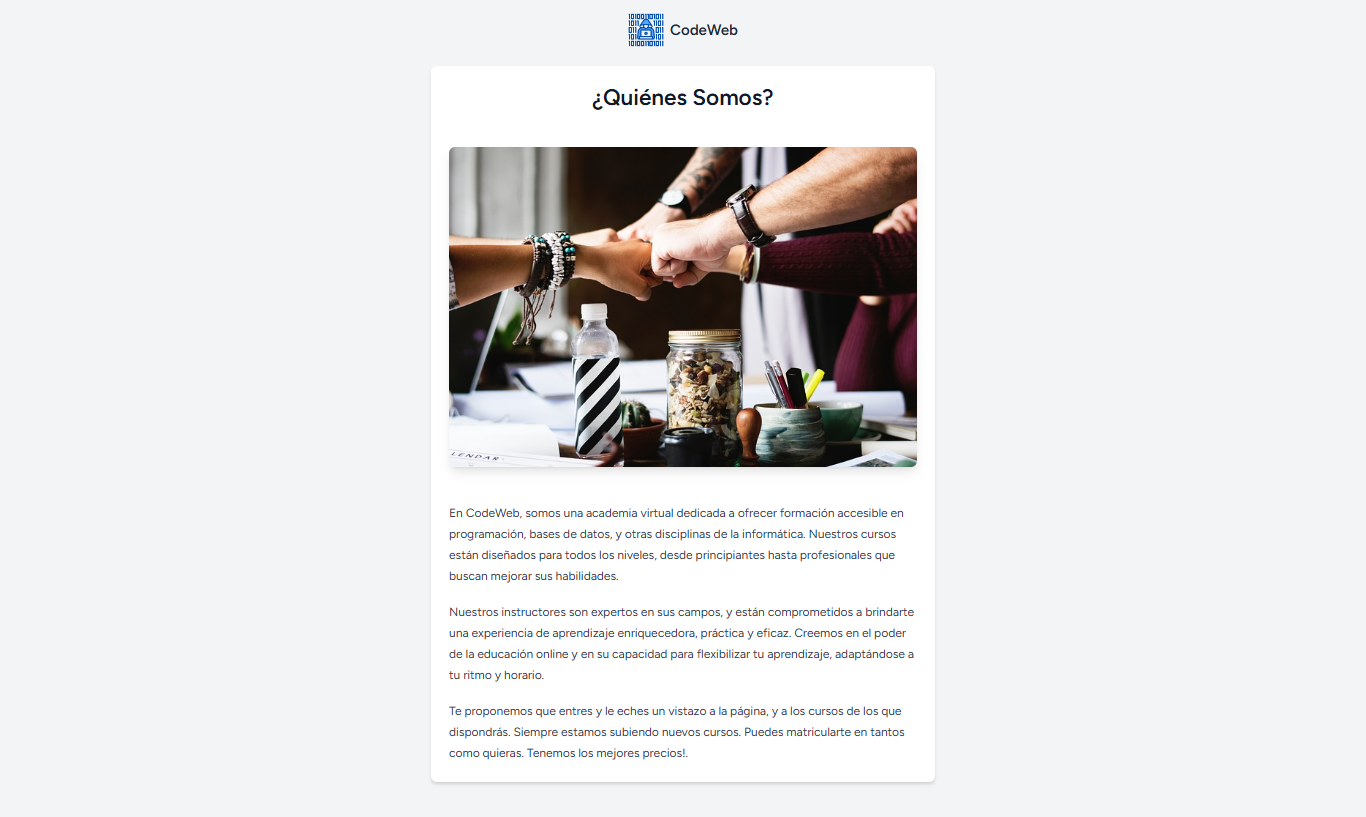 CodeWeb
¿Quiénes Somos?
LENDAR
En CodeWeb, somos una academia virtual dedicada a ofrecer formación accesible en
programación, bases de datos, y otras disciplinas de la informática. Nuestros cursos
están diseñados para todos los niveles, desde principiantes hasta profesionales que
buscan mejorar sus habilidades.
Nuestros instructores son expertos en sus campos, y están comprometidos a brindarte
una experiencia de aprendizaje enriquecedora, práctica y eficaz. Creemos en el poder
de la educación online y en su capacidad para flexibilizar tu aprendizaje, adaptándose a
tu ritmo y horario.
Te proponemos que entres y le eches un vistazo a la página, y a los cursos de los que
dispondrás. Siempre estamos subiendo nuevos cursos. Puedes matricularte en tantos
como quieras. Tenemos los mejores precios!.